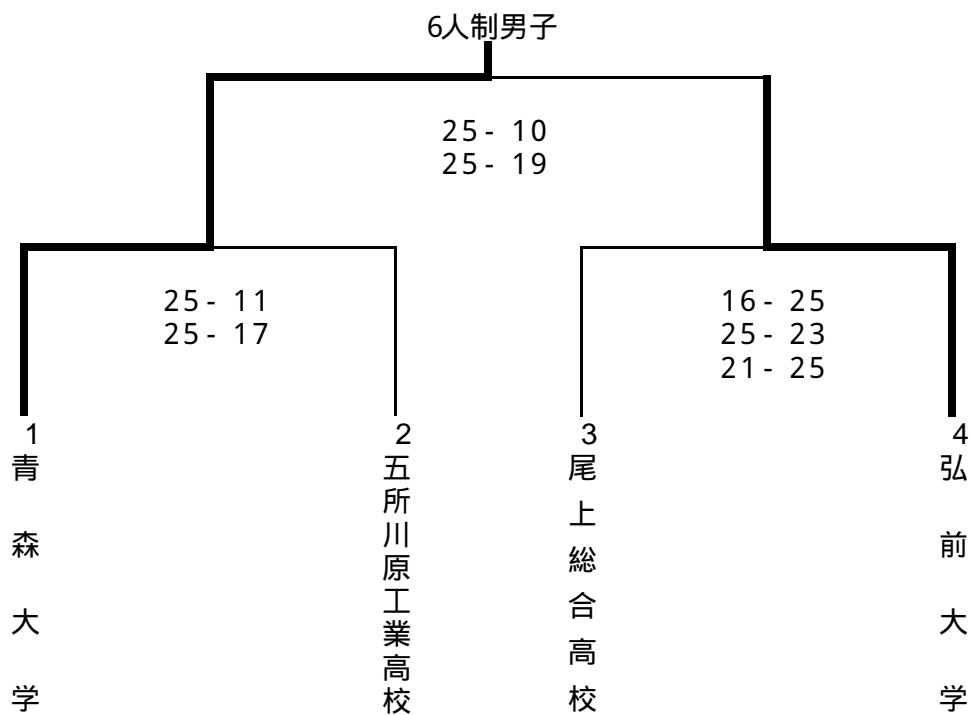 6人制男子
25- 10
25- 19
25- 11
25- 17
16- 25
25- 23
21- 25
1
青森大学
2
五所川原工業高校
3
尾上総合高校
4
弘前大学